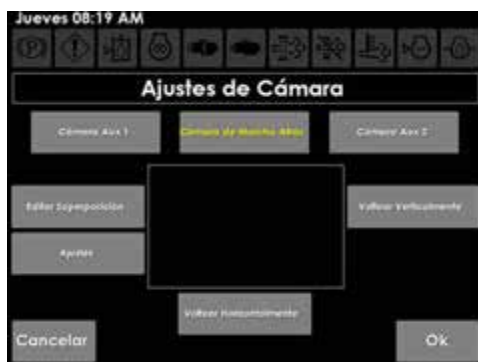 Jueves 08:19 AM
Ajustes de Cámara
Cámara Aux 1
Cámara de Marcha Atrás
Cámara Aux 2
Editar Superposición
Voltear Verticalmente
Ajustes
Voltear Horizontalmente
Cancelar
Ok